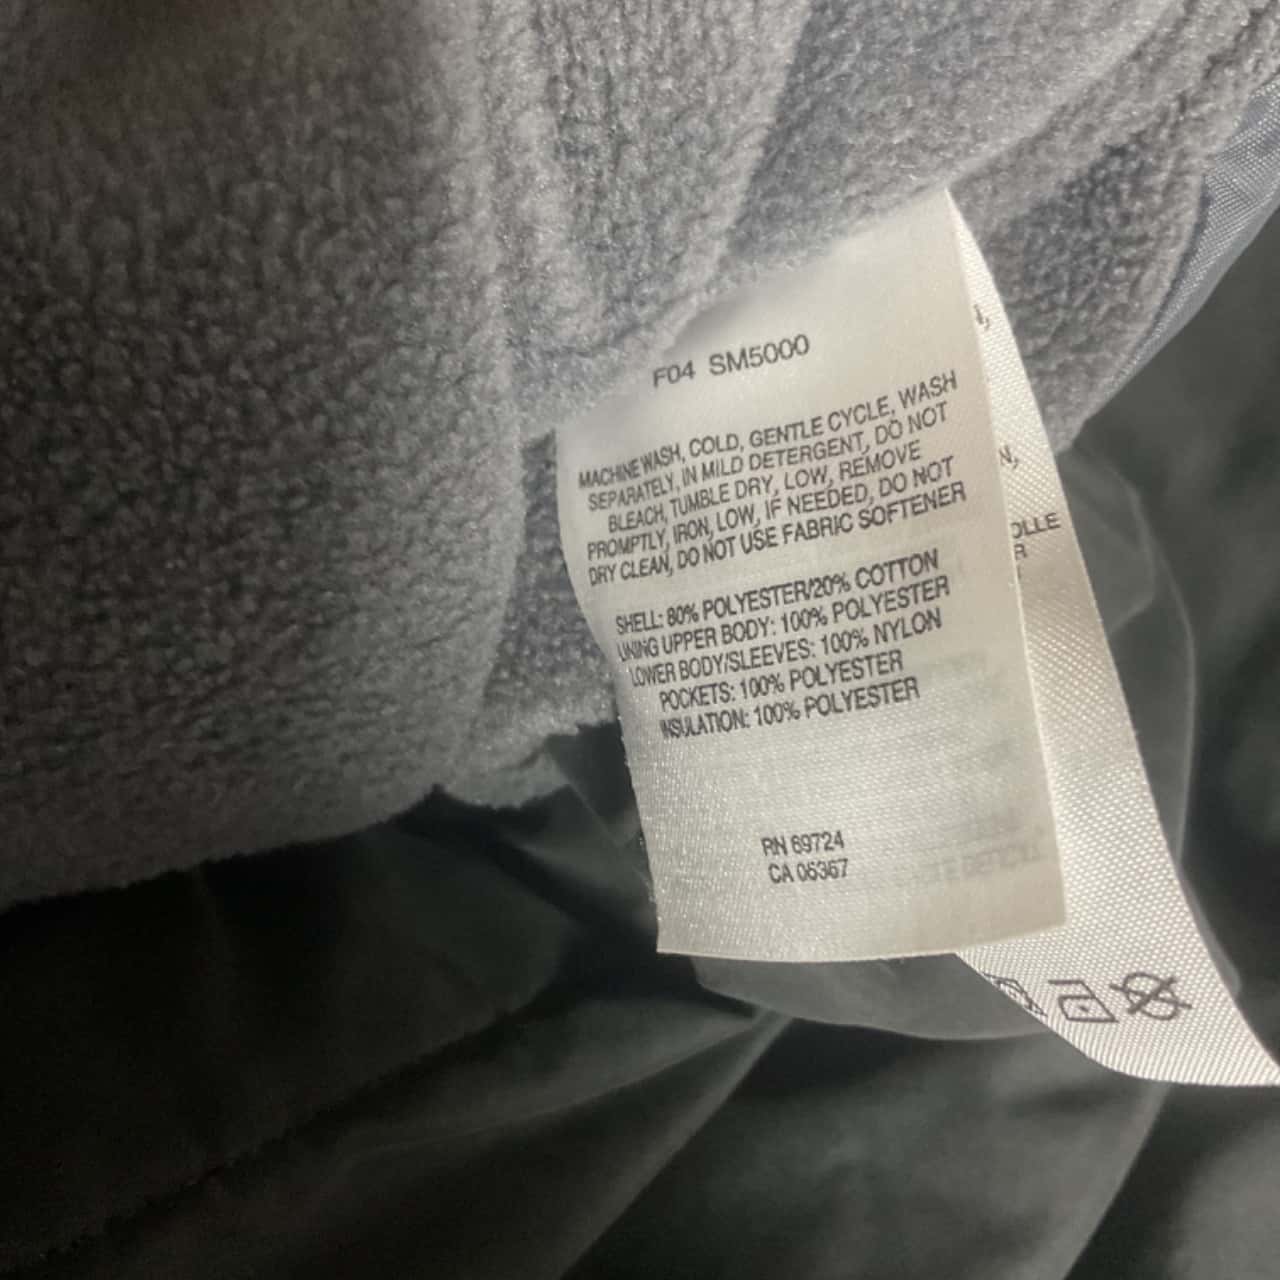 F04 SM5000
MACHINE WASH, COLD, GENTLE CYCLE, WASH
SEPARATELY, IN MILD DETERGENT, DO NOT
BLEACH, TUMBLE DRY, LOW, REMOVE
PROMPTLY, IRON, LOW, IF NEEDED, DO NOT
DRY CLEAN, DO NOT USE FABRIC SOFTENER
SHELL: 80% POLYESTER/20% COTTON
LINING UPPER BODY: 100% POLYESTER
LOWER BODY/SLEEVES: 100% NYLON
POCKETS: 100% POLYESTER
INSULATION: 100% POLYESTER
RN 69724
CA 06367